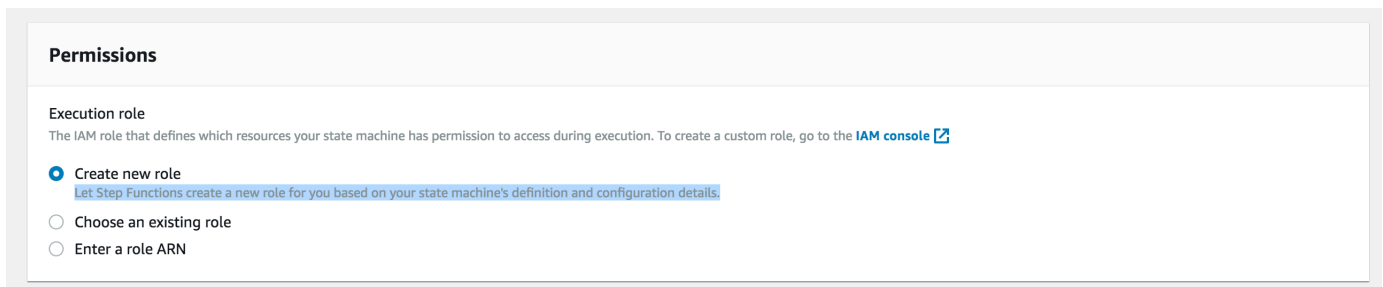 Permissions
Execution role
The IAM role that defines which resources your state machine has permission to access during execution. To create a custom role, go to the IAM console
Create new role
Let Step Functions create a new role for you based on your state machine's definition and configuration details.
Choose an existing role
Enter a role ARN